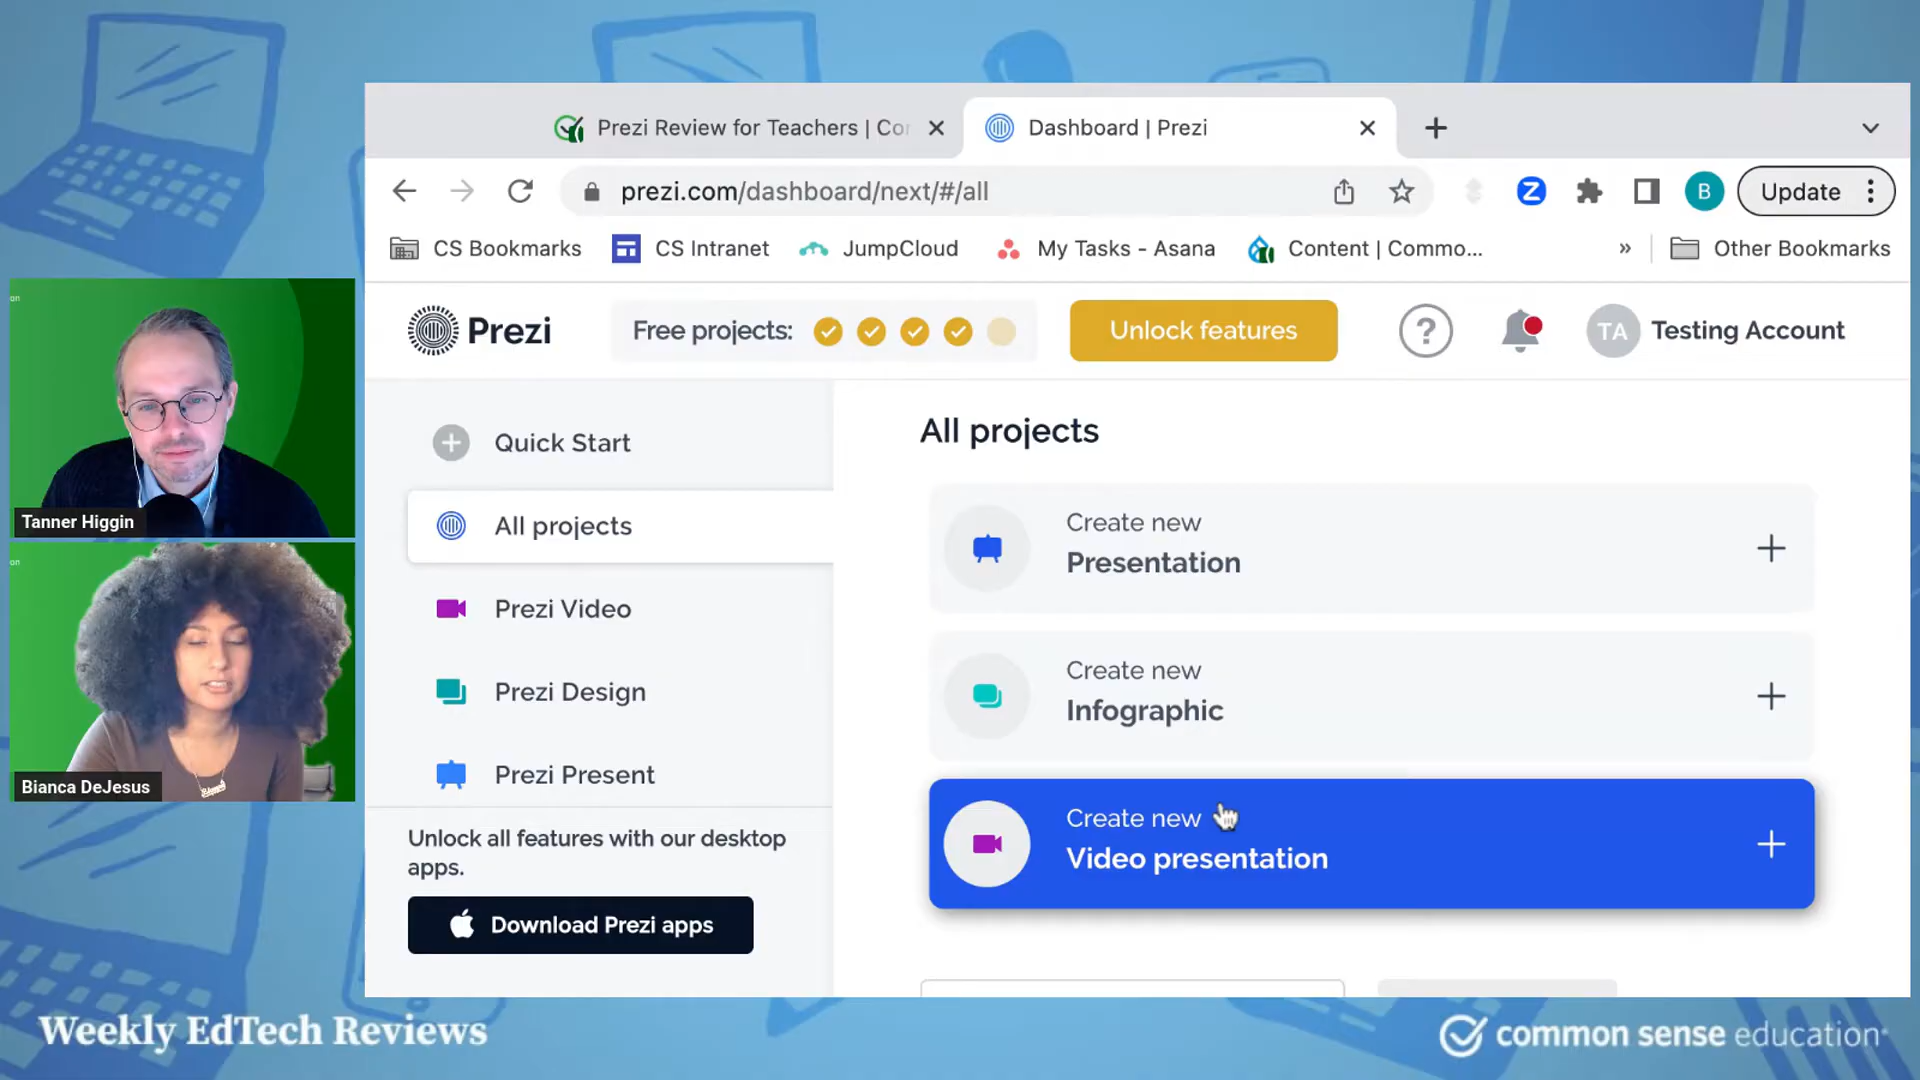 Prezi Review for Teachers | Co
Dashboard | Prezi
prezi.com/dashboard/next/#/all
Z
B
Update
CS Bookmarks
CS Intranet
JumpCloud
My Tasks - Asana
Content | Commo...
»
Other Bookmarks
Prezi
Free projects:
Unlock features
?
TA
Testing Account
Quick Start
All projects
Prezi Video
Prezi Design
Prezi Present
Unlock all features with our desktop
apps.
Download Prezi apps
All projects
Create new
Presentation
Create new
Infographic
Create new
Video presentation
on
Tanner Higgin
on
Bianca DeJesus
Weekly EdTech Reviews
common sense education